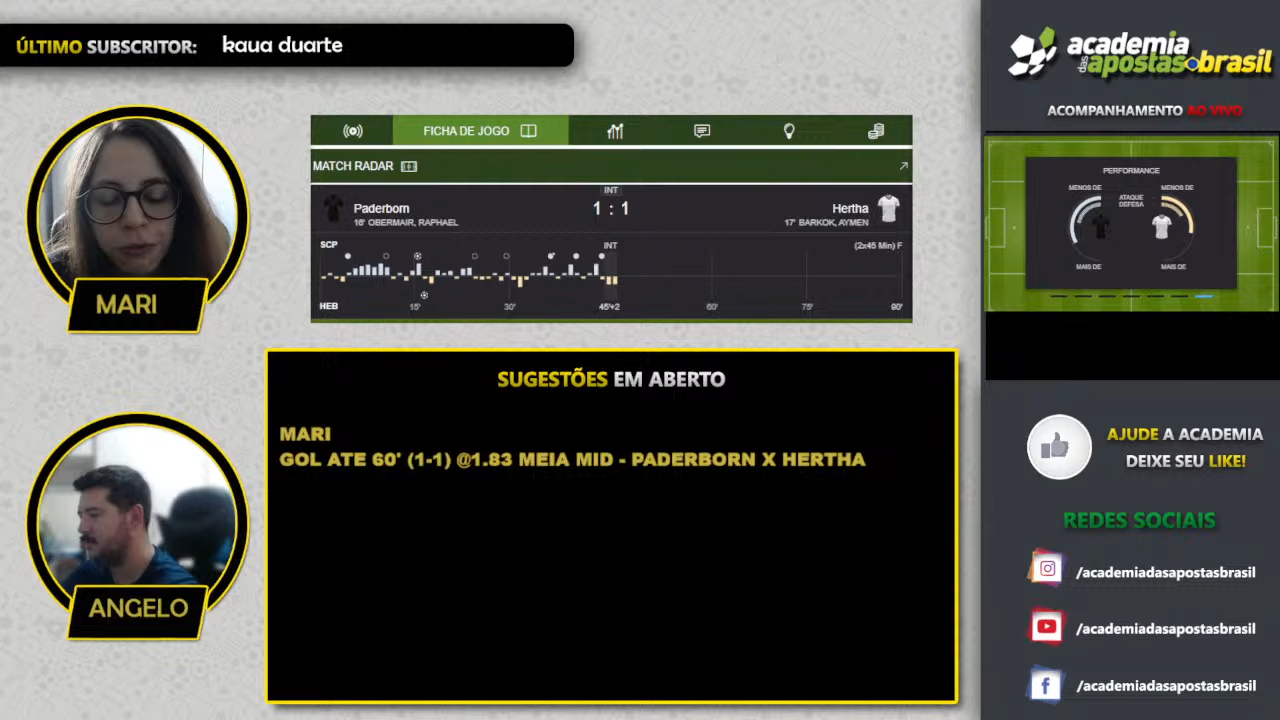 ÚLTIMO SUBSCRITOR: kaua duarte
academia
das apostas brasil
ACOMPANHAMENTO AO VIVO
FICHA DE JOGO
MATCH RADAR
INT
Paderborn 1 : 1 Hertha
16' OBERMAIR, RAPHAEL 17' BARKOK, AYMEN
SCP INT (2x45 Min) F
HEB 15' 30' 45'+2 60' 75' 90'
PERFORMANCE
MENOS DE ATAQUE MENOS DE
DEFESA
MAIS DE MAIS DE
MARI
SUGESTÕES EM ABERTO
MARI
GOL ATE 60' (1-1) @1.83 MEIA MID - PADERBORN X HERTHA
ANGELO
AJUDE A ACADEMIA
DEIXE SEU LIKE!
REDES SOCIAIS
/academiadasapostasbrasil
/academiadasapostasbrasil
/academiadasapostasbrasil